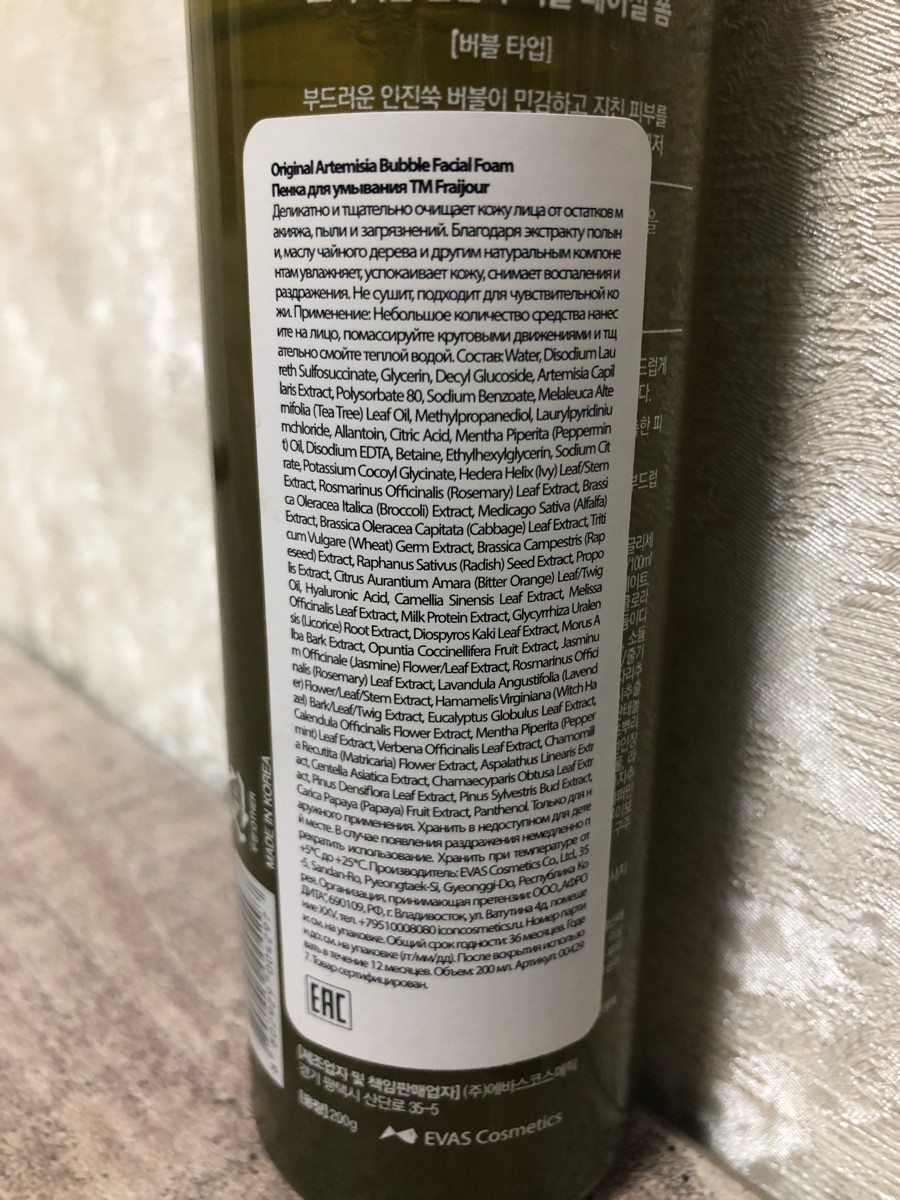 [버블 타입]
부드러운 인진쑥 버블이 민감하고 지친 피부를
Original Artemisia Bubble Facial Foam
Пенка для умывания ТМ Fraijour
Деликатно и тщательно очищает кожу лица от остатков м
акияжа, пыли и загрязнений. Благодаря экстракту полын
и, маслу чайного дерева и другим натуральным компоне
нтам увлажняет, успокаивает кожу, снимает воспаления и
раздражения. Не сушит, подходит для чувствительной ко
жи. Применение: Небольшое количество средства нанес
ите на лицо, помассируйте круговыми движениями и тщ
ательно смойте теплой водой. Состав: Water, Disodium Lau
reth Sulfosuccinate, Glycerin, Decyl Glucoside, Artemisia Capil
laris Extract, Polysorbate 80, Sodium Benzoate, Melaleuca Alte
rnifolia (Tea Tree) Leaf Oil, Methylpropanediol, Laurylpyridiniu
mchloride, Allantoin, Citric Acid, Mentha Piperita (Peppermin
t) Oil, Disodium EDTA, Betaine, Ethylhexylglycerin, Sodium Cit
rate, Potassium Cocoyl Glycinate, Hedera Helix (Ivy) Leaf/Stem
Extract, Rosmarinus Officinalis (Rosemary) Leaf Extract, Brassi
ca Oleracea Italica (Broccoli) Extract, Medicago Sativa (Alfalfa)
Extract, Brassica Oleracea Capitata (Cabbage) Leaf Extract, Triti
cum Vulgare (Wheat) Germ Extract, Brassica Campestris (Rap
eseed) Extract, Raphanus Sativus (Radish) Seed Extract, Propo
lis Extract, Citrus Aurantium Amara (Bitter Orange) Leaf/Twig
Oil, Hyaluronic Acid, Camellia Sinensis Leaf Extract, Melissa
Officinalis Leaf Extract, Milk Protein Extract, Glycyrrhiza Uralen
sis (Licorice) Root Extract, Diospyros Kaki Leaf Extract, Morus A
lba Bark Extract, Opuntia Coccinellifera Fruit Extract, Jasminu
m Officinale (Jasmine) Flower/Leaf Extract, Rosmarinus Offici
nalis (Rosemary) Leaf Extract, Lavandula Angustifolia (Lavend
er) Flower/Leaf/Stem Extract, Hamamelis Virginiana (Witch Ha
zel) Bark/Leaf/Twig Extract, Eucalyptus Globulus Leaf Extract,
Calendula Officinalis Flower Extract, Mentha Piperita (Pepper
mint) Leaf Extract, Verbena Officinalis Leaf Extract, Chamomill
a Recutita (Matricaria) Flower Extract, Aspalathus Linearis Extr
act, Centella Asiatica Extract, Chamaecyparis Obtusa Leaf Extr
act, Pinus Densiflora Leaf Extract, Pinus Sylvestris Bud Extract,
Carica Papaya (Papaya) Fruit Extract, Panthenol. Только для н
аружного применения. Хранить в недоступном для дете
й месте. В случае появления раздражения немедленно п
рекратить использование. Хранить при температуре от
+5°C до +25°C. Производитель: EVAS Cosmetics Co., Ltd, 35
-5, Sandan-Ro, Pyeongtaek-Si, Gyeonggi-Do, Республика Ко
рея. Организация, принимающая претензии: ООО „АФРО
ДИТА", 690109, РФ, г. Владивосток, ул. Ватутина 4д, помеще
ние XXV, тел. +79510008080 iconcosmetics.ru. Номер парти
и: см. на упаковке. Общий срок годности: 36 месяцев. Годе
н до: см. на упаковке (гг/мм/дд). После вскрытия использо
вать в течение 12 месяцев. Объем: 200 мл. Артикул: 00429
7. Товар сертифицирован.
EAC
MADE IN KOREA
[제조업자 및 책임판매업자] (주)에바스코스메틱
경기 평택시 산단로 35-5
[용량] 200g
EVAS Cosmetics